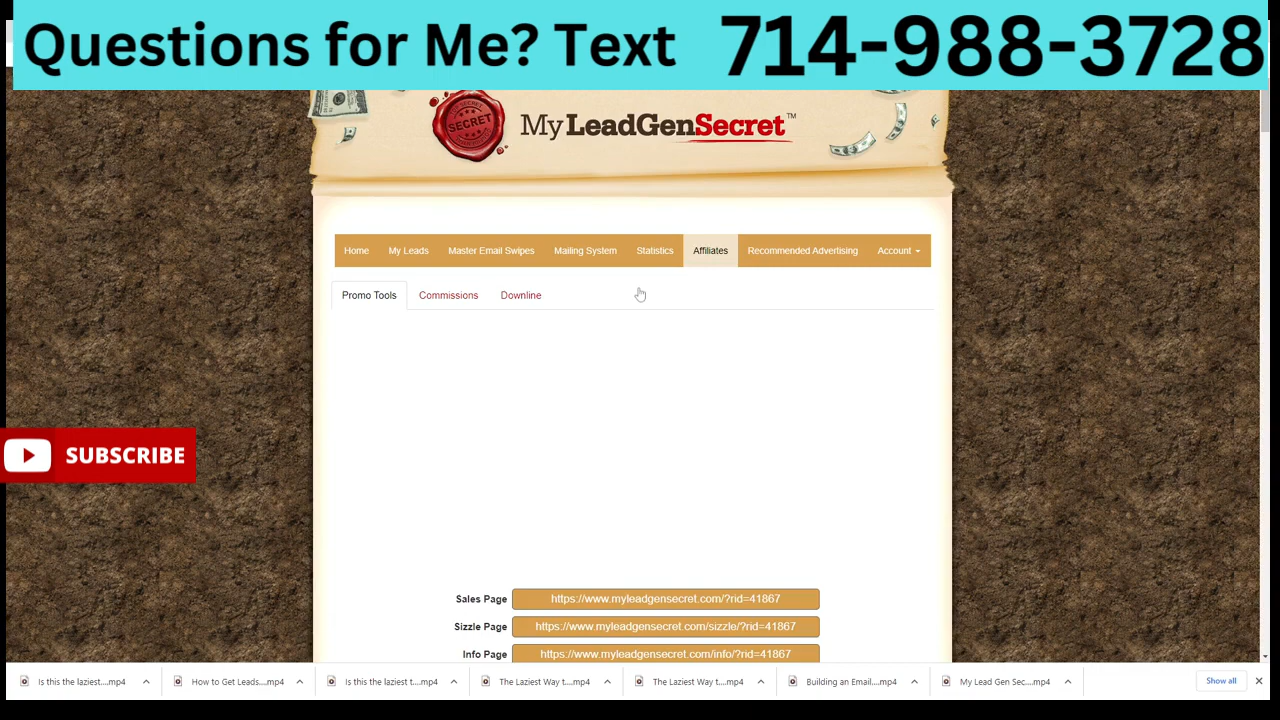 Questions for Me? Text 714-988-3728
SECRET
MyLeadGenSecret™
Home My Leads Master Email Swipes Mailing System Statistics Affiliates Recommended Advertising Account
Promo Tools Commissions Downline
SUBSCRIBE
Sales Page https://www.myleadgensecret.com/?rid=41867
Sizzle Page https://www.myleadgensecret.com/sizzle/?rid=41867
Info Page https://www.myleadgensecret.com/info/?rid=41867
Is this the laziest....mp4 How to Get Leads....mp4 Is this the laziest t....mp4 The Laziest Way t....mp4 The Laziest Way t....mp4 Building an Email....mp4 My Lead Gen Sec....mp4 Show all